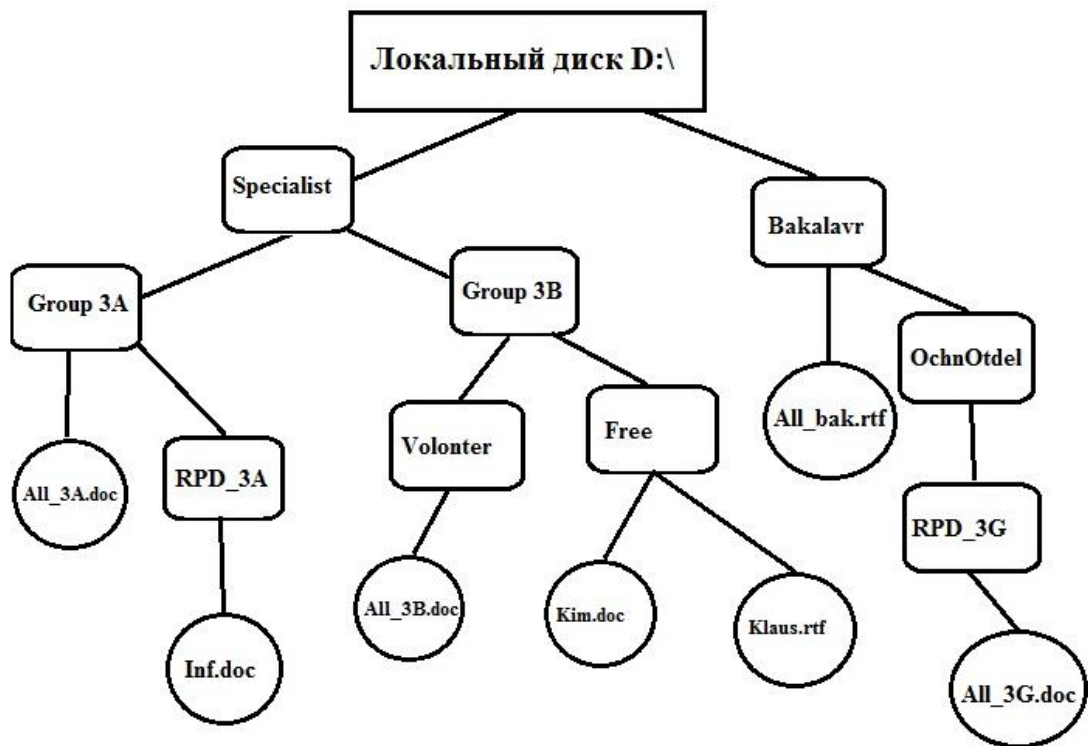 Локальный диск D:\
Specialist
Bakalavr
Group 3A
Group 3B
OchnOtdel
All_bak.rtf
Volonter
Free
All_3A.doc
RPD_3A
RPD_3G
All_3B.doc
Kim.doc
Klaus.rtf
Inf.doc
All_3G.doc